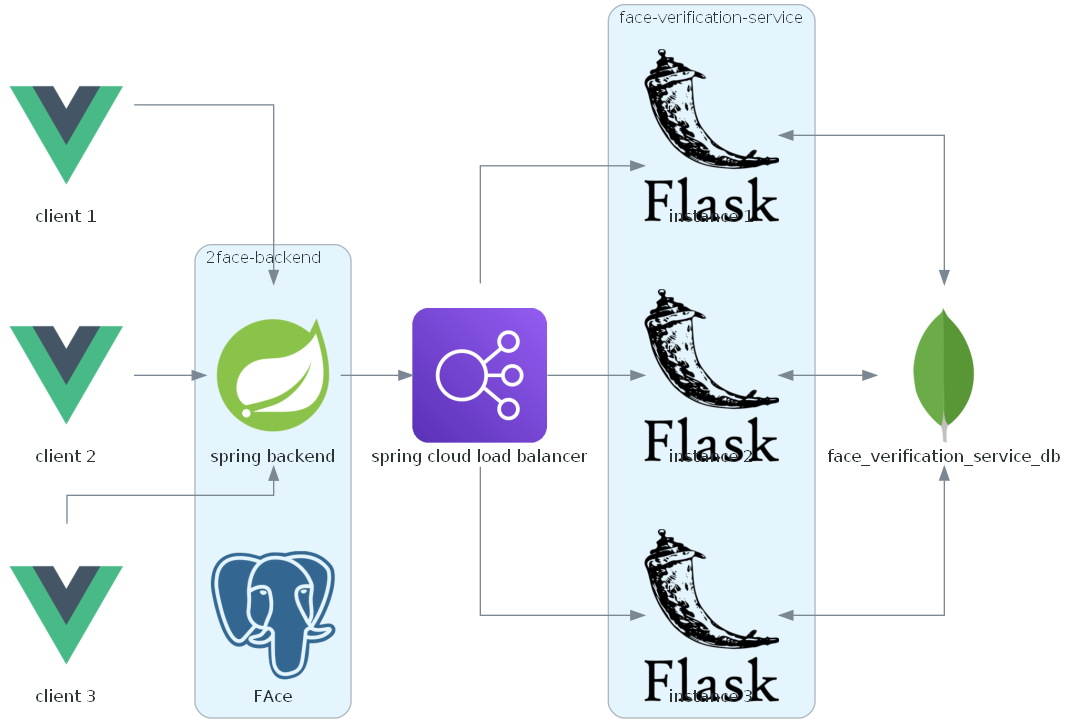 face-verification-service
Flask
instance 1
client 1
2face-backend
Flask
instance 2
client 2
spring backend
spring cloud load balancer
face_verification_service_db
Flask
instance 3
client 3
FAce